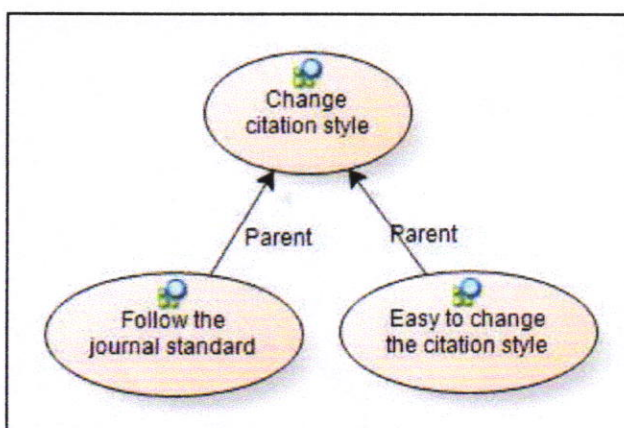 Change
citation style
Parent
Parent
Follow the
journal standard
Easy to change
the citation style